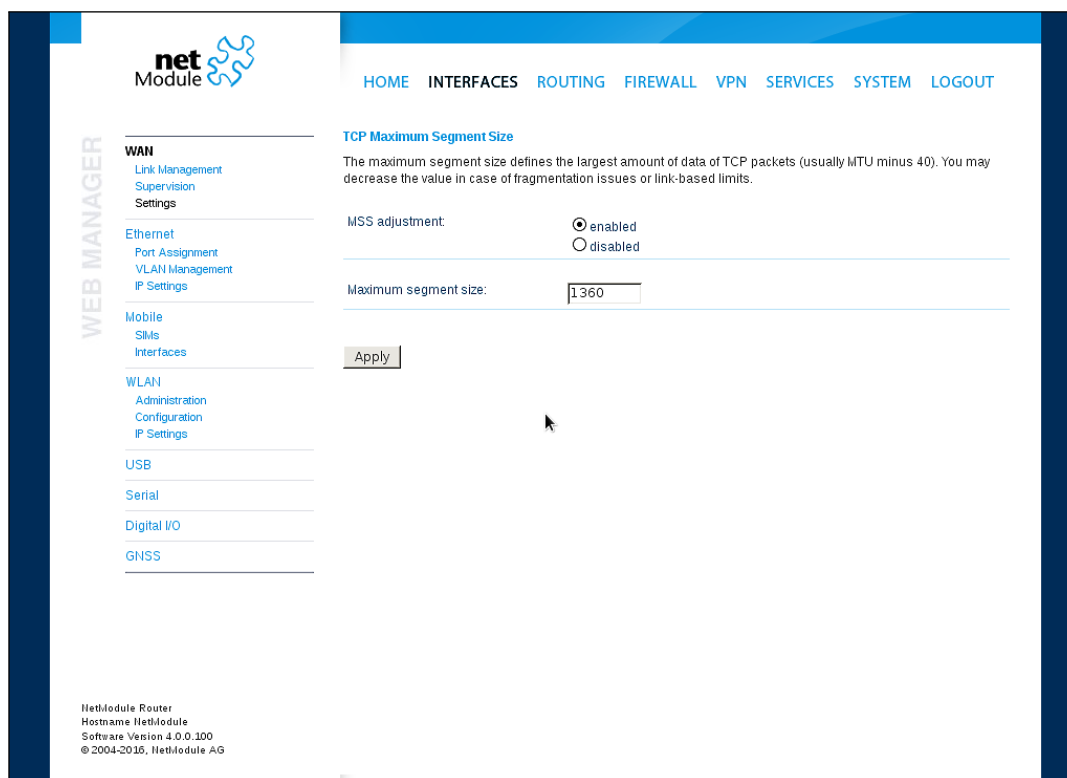 net
Module
HOME INTERFACES ROUTING FIREWALL VPN SERVICES SYSTEM LOGOUT
WEB MANAGER
WAN
Link Management
Supervision
Settings
Ethernet
Port Assignment
VLAN Management
IP Settings
Mobile
SIMs
Interfaces
WLAN
Administration
Configuration
IP Settings
USB
Serial
Digital I/O
GNSS
TCP Maximum Segment Size
The maximum segment size defines the largest amount of data of TCP packets (usually MTU minus 40). You may
decrease the value in case of fragmentation issues or link-based limits.
MSS adjustment:
enabled
disabled
Maximum segment size:
1360
Apply
NetModule Router
Hostname NetModule
Software Version 4.0.0.100
© 2004-2016, NetModule AG